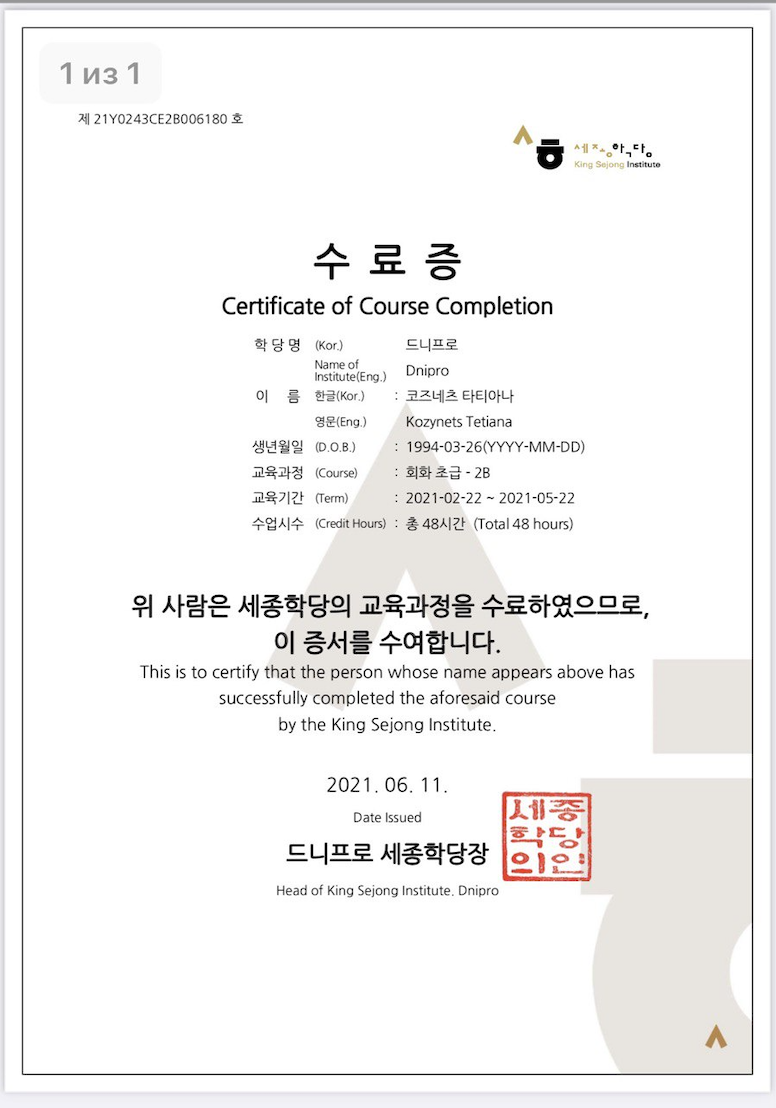 1 из 1
제 21Y0243CE2B006180 호
세종학당
King Sejong Institute
수 료 증
Certificate of Course Completion
학 당 명 (Kor.) 드니프로
Name of Institute(Eng.) Dnipro
이 름 한글(Kor.) : 코즈네츠 타티아나
영문(Eng.) Kozynets Tetiana
생년월일 (D.O.B.) : 1994-03-26(YYYY-MM-DD)
교육과정 (Course) : 회화 초급 - 2B
교육기간 (Term) : 2021-02-22 ~ 2021-05-22
수업시수 (Credit Hours) : 총 48시간 (Total 48 hours)
위 사람은 세종학당의 교육과정을 수료하였으므로,
이 증서를 수여합니다.
This is to certify that the person whose name appears above has
successfully completed the aforesaid course
by the King Sejong Institute.
2021. 06. 11.
Date Issued
드니프로 세종학당장
세종
학당
의인
Head of King Sejong Institute. Dnipro